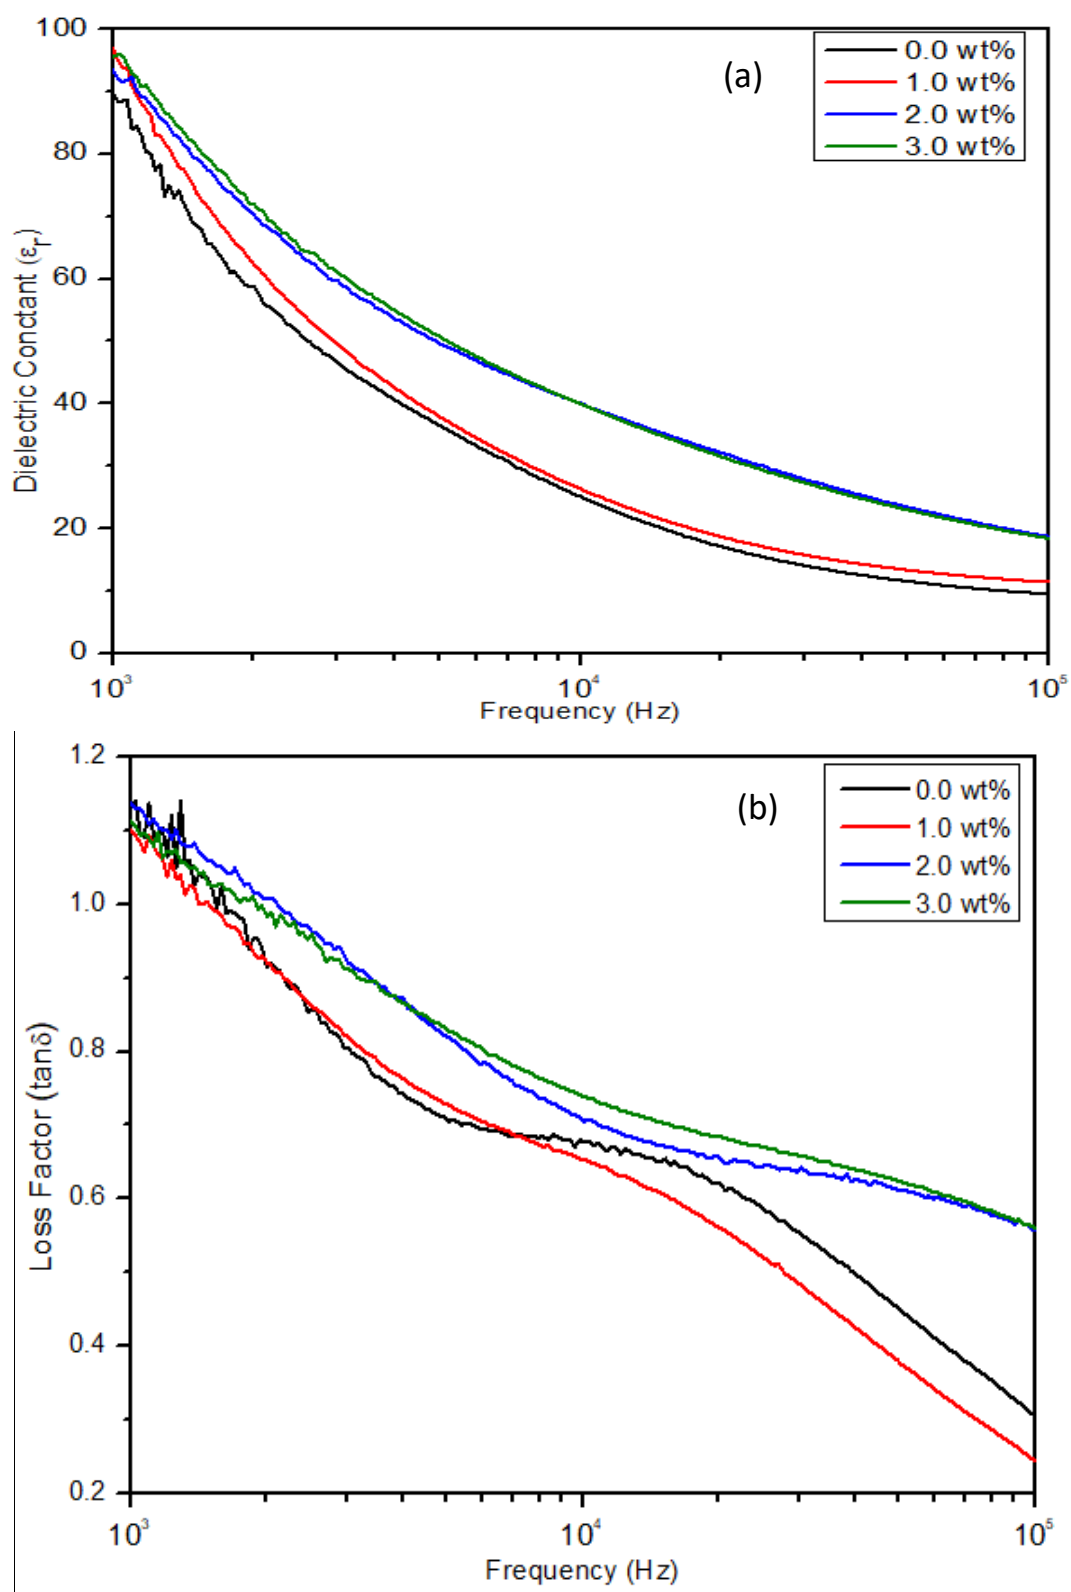 100
80
60
40
20
0
Dielectric Conctant (εr)
(a)
0.0 wt%
1.0 wt%
2.0 wt%
3.0 wt%
10³
10⁴
10⁵
Frequency (Hz)
1.2
1.0
0.8
0.6
0.4
0.2
Loss Factor (tanδ)
(b)
0.0 wt%
1.0 wt%
2.0 wt%
3.0 wt%
10³
10⁴
10⁵
Frequency (Hz)